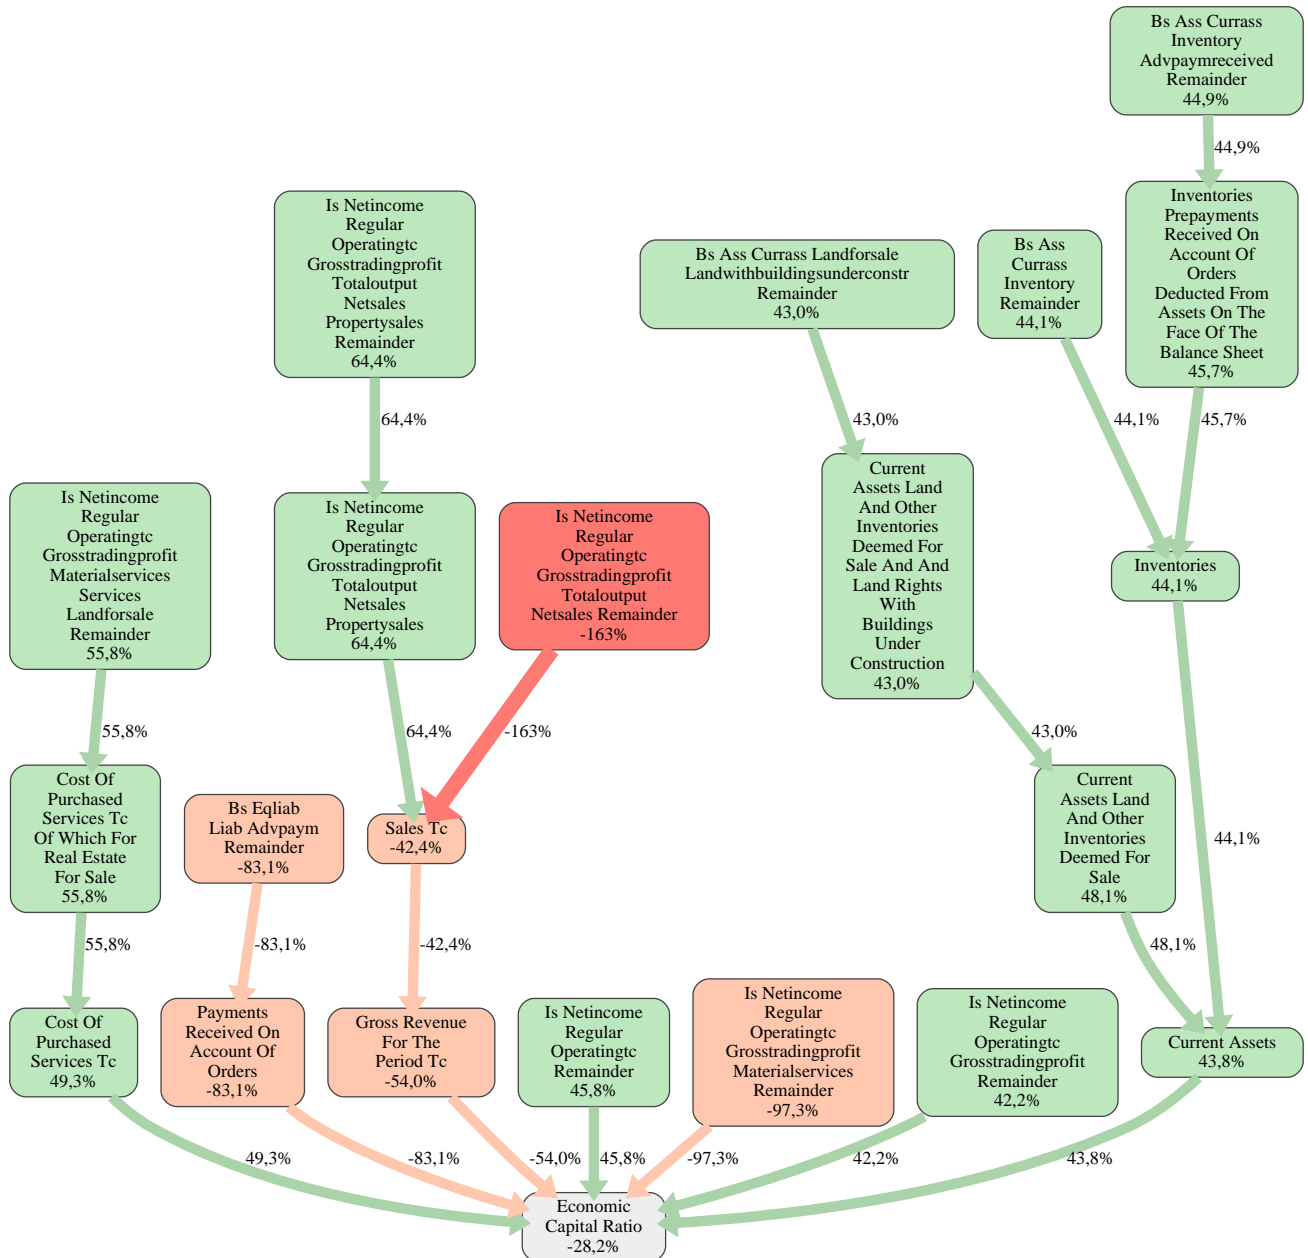 Bs Ass Currass
Inventory
Advpaymreceived
Remainder
44,9%
44,9%
Is Netincome
Regular
Operatingtc
Grosstradingprofit
Totaloutput
Netsales
Propertysales
Remainder
64,4%
Bs Ass Currass Landforsale
Landwithbuildingsunderconstr
Remainder
43,0%
Bs Ass
Currass
Inventory
Remainder
44,1%
Inventories
Prepayments
Received On
Account Of
Orders
Deducted From
Assets On The
Face Of The
Balance Sheet
45,7%
64,4%
43,0%
44,1%
45,7%
Is Netincome
Regular
Operatingtc
Grosstradingprofit
Materialservices
Services
Landforsale
Remainder
55,8%
Is Netincome
Regular
Operatingtc
Grosstradingprofit
Totaloutput
Netsales
Propertysales
64,4%
Is Netincome
Regular
Operatingtc
Grosstradingprofit
Totaloutput
Netsales Remainder
-163%
Current
Assets Land
And Other
Inventories
Deemed For
Sale And And
Land Rights
With
Buildings
Under
Construction
43,0%
Inventories
44,1%
55,8%
64,4%
-163%
43,0%
Cost Of
Purchased
Services Tc
Of Which For
Real Estate
For Sale
55,8%
Bs Eqliab
Liab Advpaym
Remainder
-83,1%
Sales Tc
-42,4%
Current
Assets Land
And Other
Inventories
Deemed For
Sale
48,1%
44,1%
55,8%
-83,1%
-42,4%
48,1%
Cost Of
Purchased
Services Tc
49,3%
Payments
Received On
Account Of
Orders
-83,1%
Gross Revenue
For The
Period Tc
-54,0%
Is Netincome
Regular
Operatingtc
Remainder
45,8%
Is Netincome
Regular
Operatingtc
Grosstradingprofit
Materialservices
Remainder
-97,3%
Is Netincome
Regular
Operatingtc
Grosstradingprofit
Remainder
42,2%
Current Assets
43,8%
49,3%
-83,1%
-54,0%
45,8%
-97,3%
42,2%
43,8%
Economic
Capital Ratio
-28,2%